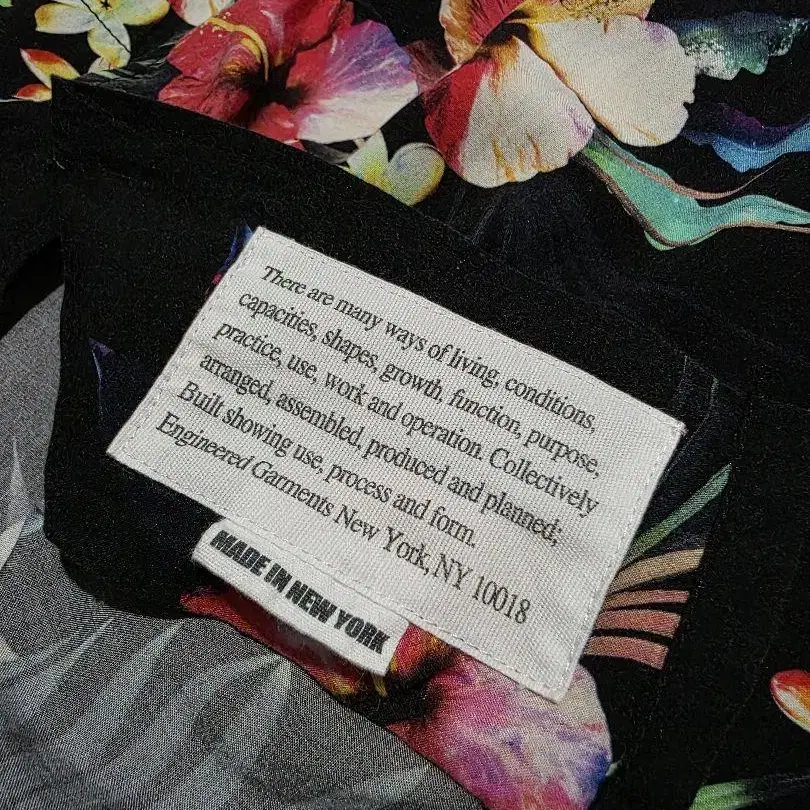 There are many ways of living, conditions,
capacities, shapes, growth, function, purpose,
practice, use, work and operation. Collectively
arranged, assembled, produced and planned;
Built showing use, process and form.
Engineered Garments New York, NY 10018
MADE IN NEW YORK